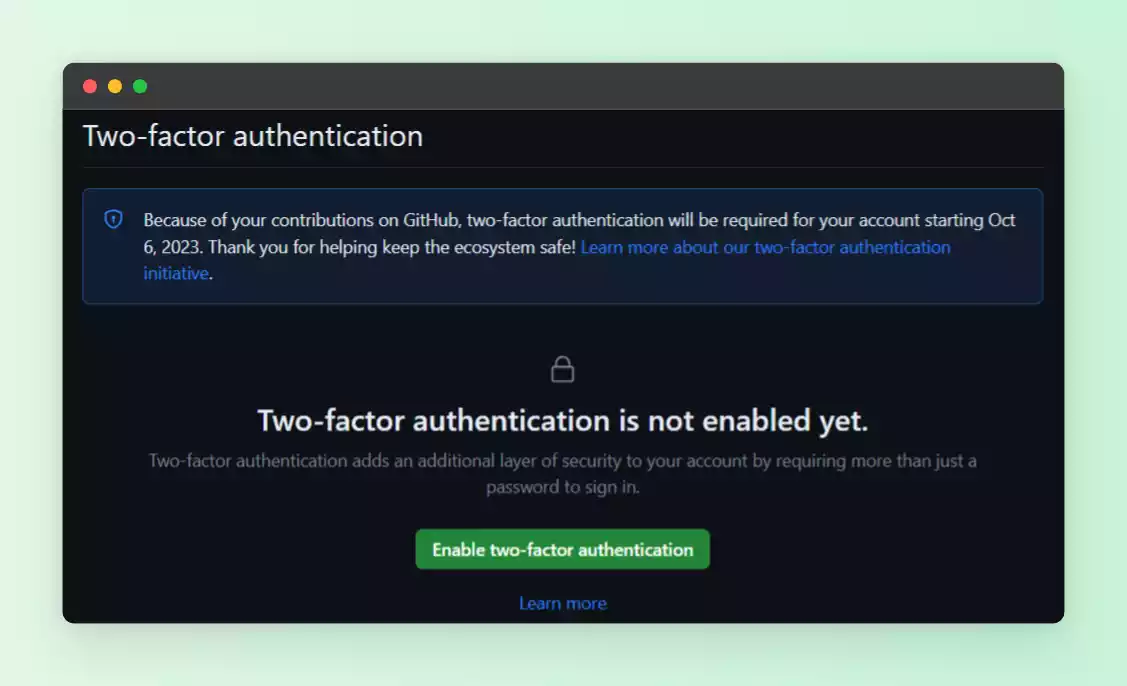 Two-factor authentication
Because of your contributions on GitHub, two-factor authentication will be required for your account starting Oct
6, 2023. Thank you for helping keep the ecosystem safe! Learn more about our two-factor authentication
initiative.
Two-factor authentication is not enabled yet.
Two-factor authentication adds an additional layer of security to your account by requiring more than just a
password to sign in.
Enable two-factor authentication
Learn more